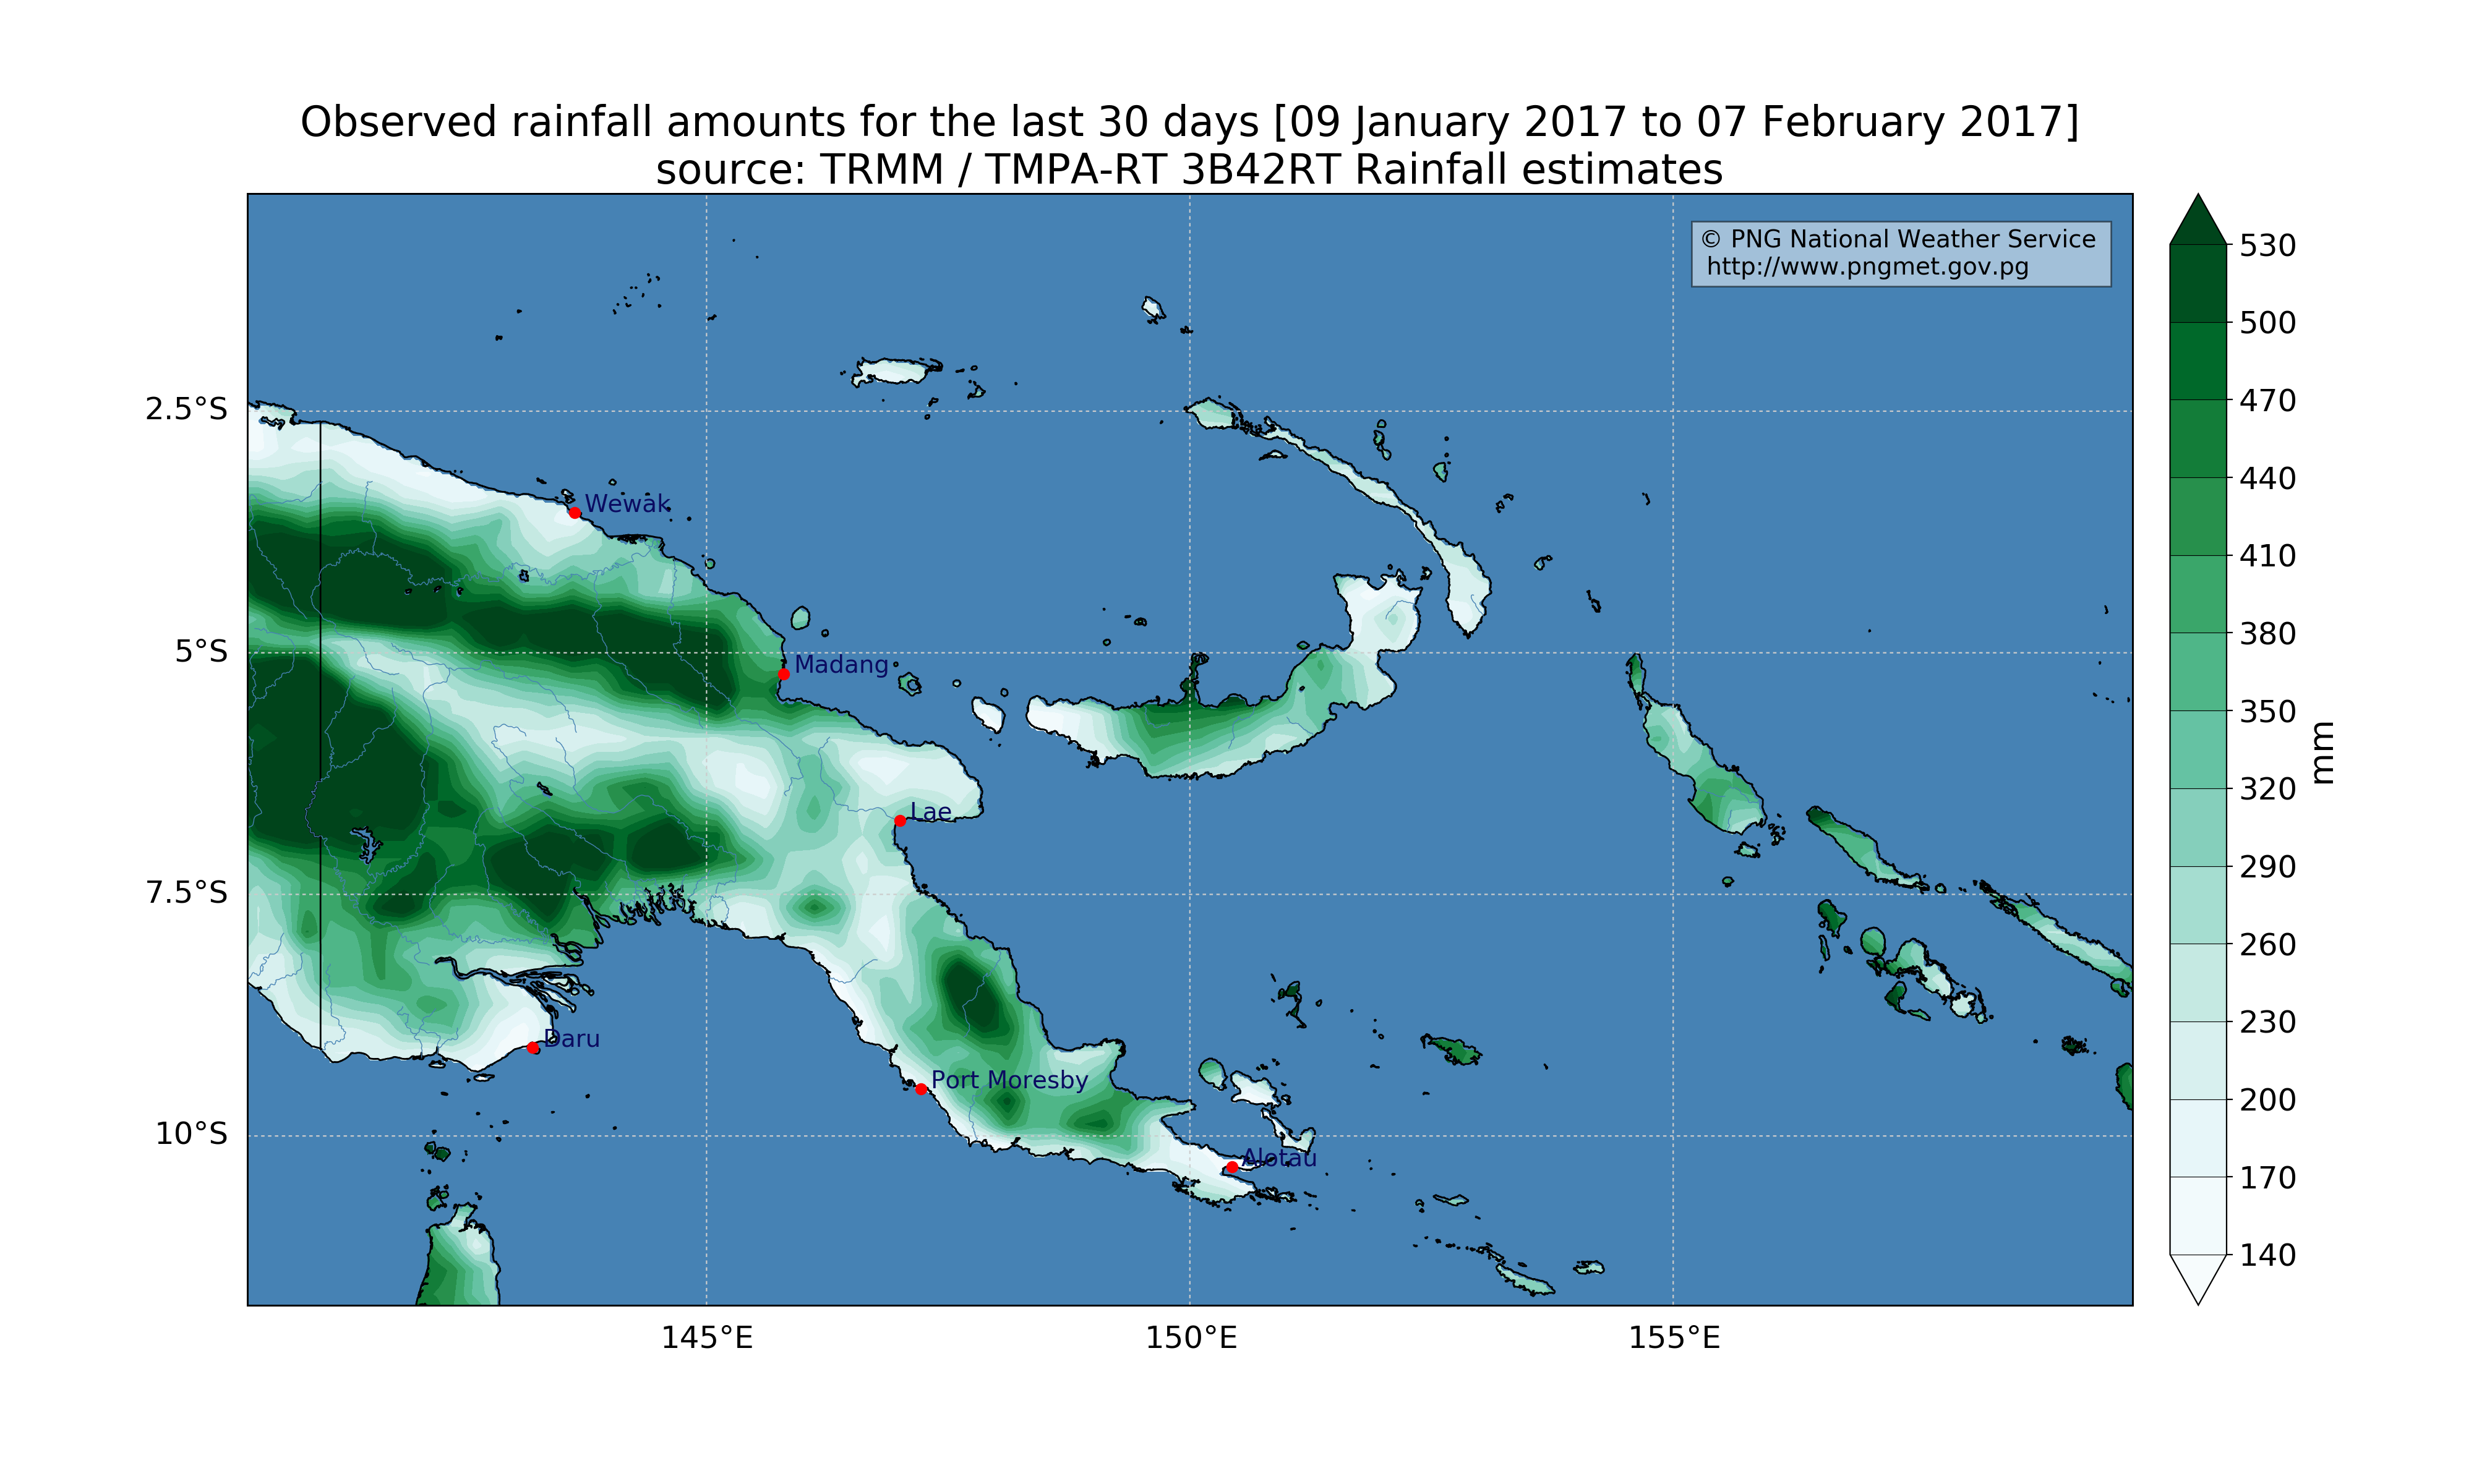 Observed rainfall amounts for the last 30 days [09 January 2017 to 07 February 2017]
source: TRMM / TMPA-RT 3B42RT Rainfall estimates
© PNG National Weather Service
http://www.pngmet.gov.pg
530
500
470
440
410
380
350
320
290
260
230
200
170
140
mm
2.5°S
5°S
7.5°S
10°S
Wewak
Madang
Lae
Daru
Port Moresby
Alotau
145°E
150°E
155°E